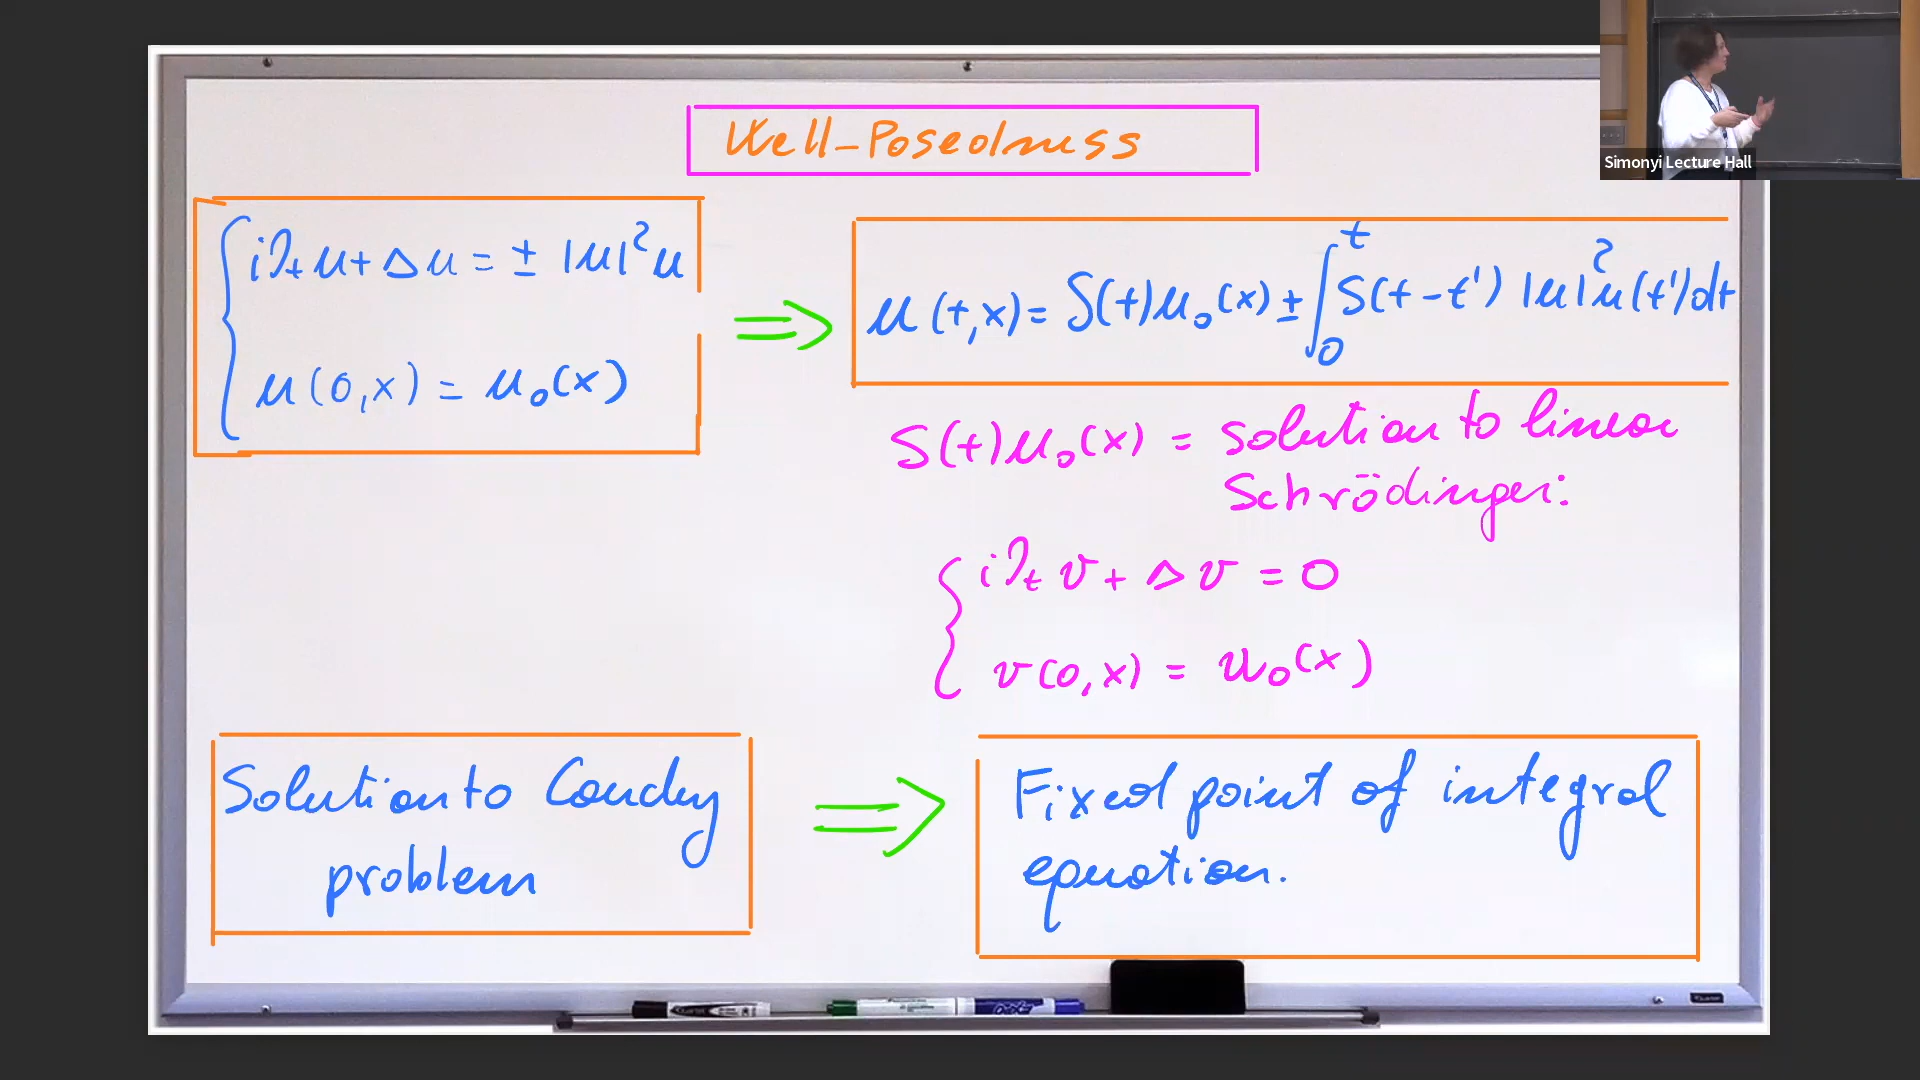 Well-Posedness
Simonyi Lecture Hall
i∂ₜu + Δu = ± |u|²u
u(0,x) = u₀(x)
⇒
u(t,x) = S(t)u₀(x) ± ∫₀ᵗ S(t-t') |u|²u(t')dt
S(t)u₀(x) = solution to linear
Schrödinger:
i∂ₜv + Δv = 0
v(0,x) = u₀(x)
Solution to Cauchy
problem
⇒
Fixed point of integral
equation.